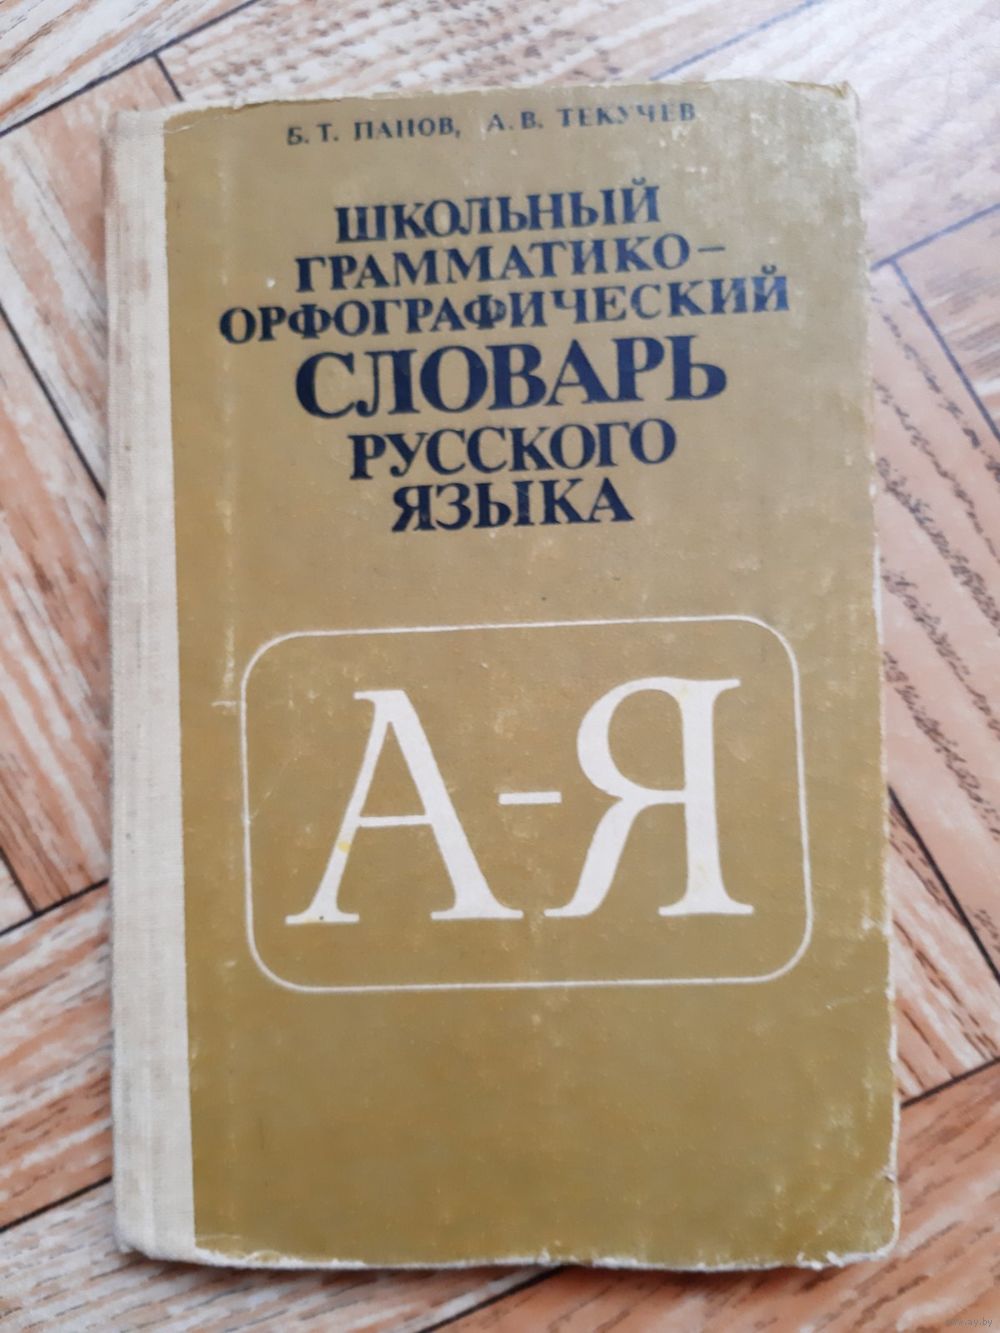 Б. Т. ПАНОВ, А. В. ТЕКУЧЕВ
ШКОЛЬНЫЙ
ГРАММАТИКО-
ОРФОГРАФИЧЕСКИЙ
СЛОВАРЬ
РУССКОГО
ЯЗЫКА
А-Я